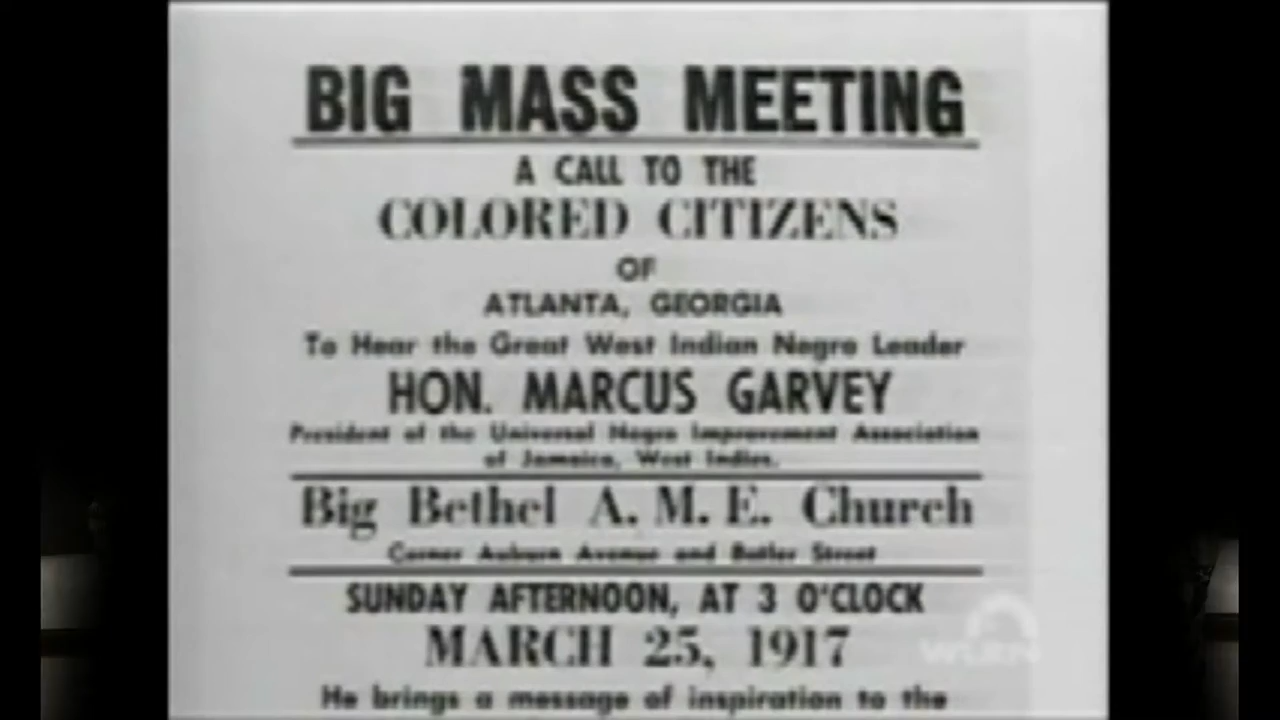 BIG MASS MEETING
A CALL TO THE
COLORED CITIZENS
OF
ATLANTA, GEORGIA
To Hear the Great West Indian Negro Leader
HON. MARCUS GARVEY
President of the Universal Negro Improvement Association
of Jamaica, West Indies.
Big Bethel A. M. E. Church
Corner Auburn Avenue and Butler Street
SUNDAY AFTERNOON, AT 3 O'CLOCK
MARCH 25, 1917
He brings a message of inspiration to the
WLRN